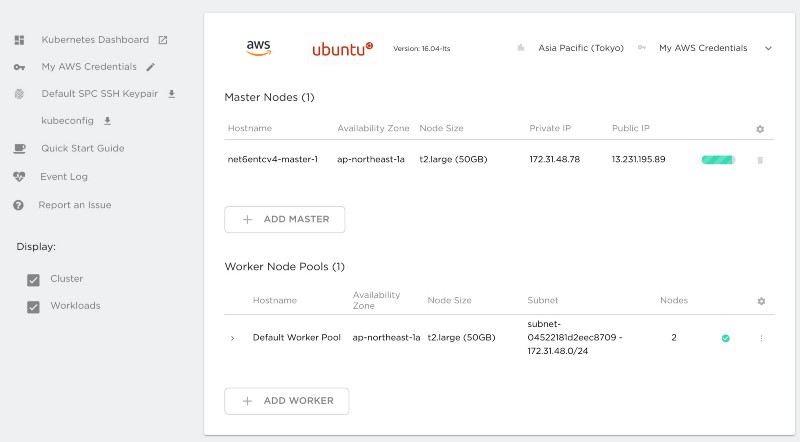 Kubernetes Dashboard
My AWS Credentials
Default SPC SSH Keypair
kubeconfig
Quick Start Guide
Event Log
Report an Issue
Display:
Cluster
Workloads
aws
ubuntu
Version: 16.04-lts
Asia Pacific (Tokyo)
My AWS Credentials
Master Nodes (1)
Hostname Availability Zone Node Size Private IP Public IP
net6entcv4-master-1 ap-northeast-1a t2.large (50GB) 172.31.48.78 13.231.195.89
+ ADD MASTER
Worker Node Pools (1)
Hostname Availability Zone Node Size Subnet Nodes
Default Worker Pool ap-northeast-1a t2.large (50GB) subnet-04522181d2eec8709 - 172.31.48.0/24 2
+ ADD WORKER